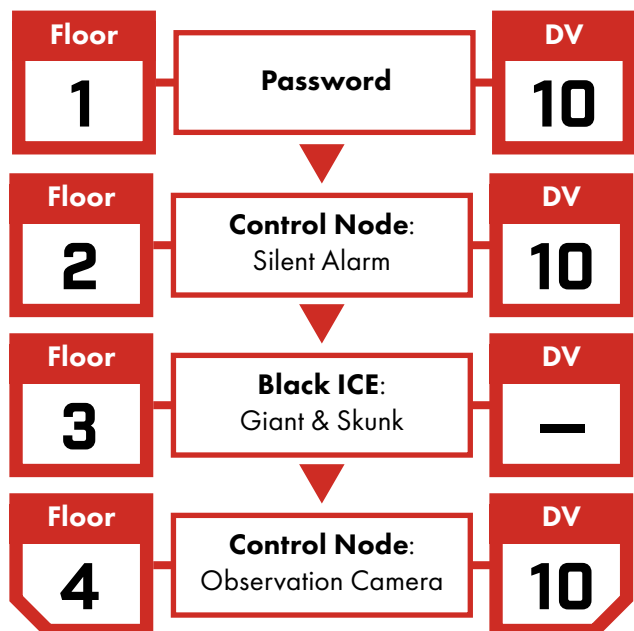 Floor
1
Password
DV
10
Floor
2
Control Node:
Silent Alarm
DV
10
Floor
3
Black ICE:
Giant & Skunk
DV
—
Floor
4
Control Node:
Observation Camera
DV
10